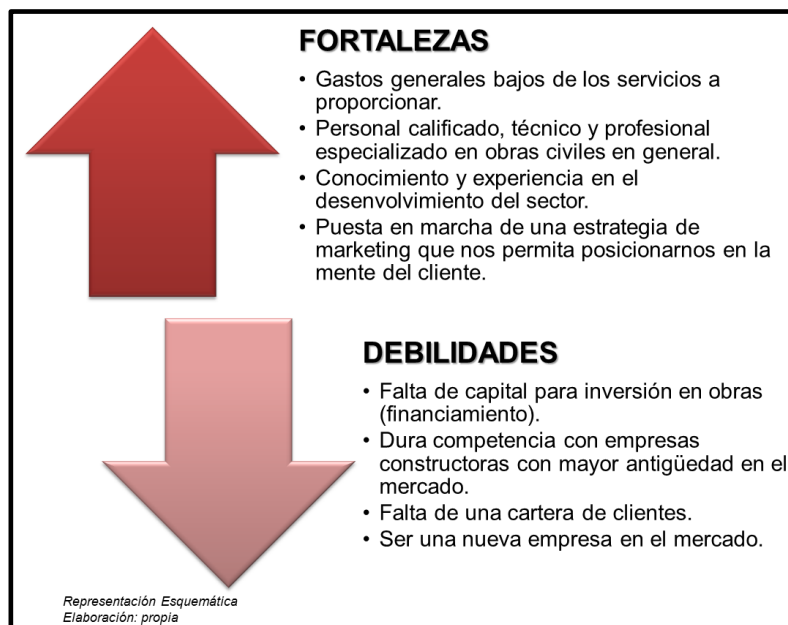 FORTALEZAS
• Gastos generales bajos de los servicios a
proporcionar.
• Personal calificado, técnico y profesional
especializado en obras civiles en general.
• Conocimiento y experiencia en el
desenvolvimiento del sector.
• Puesta en marcha de una estrategia de
marketing que nos permita posicionarnos en la
mente del cliente.
DEBILIDADES
• Falta de capital para inversión en obras
(financiamiento).
• Dura competencia con empresas
constructoras con mayor antigüedad en el
mercado.
• Falta de una cartera de clientes.
• Ser una nueva empresa en el mercado.
Representación Esquemática
Elaboración: propia